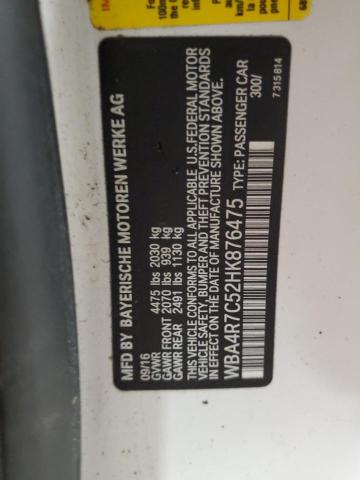 MFD BY BAYERISCHE MOTOREN WERKE AG
09/16
GVWR 4475 lbs 2030 kg
GAWR FRONT 2070 lbs 939 kg
GAWR REAR 2491 lbs 1130 kg
THIS VEHICLE CONFORMS TO ALL APPLICABLE U.S.FEDERAL MOTOR
VEHICLE SAFETY, BUMPER AND THEFT PREVENTION STANDARDS
IN EFFECT ON THE DATE OF MANUFACTURE SHOWN ABOVE.
WBA4R7C52HK876475 TYPE: PASSENGER CAR
300/
7315814